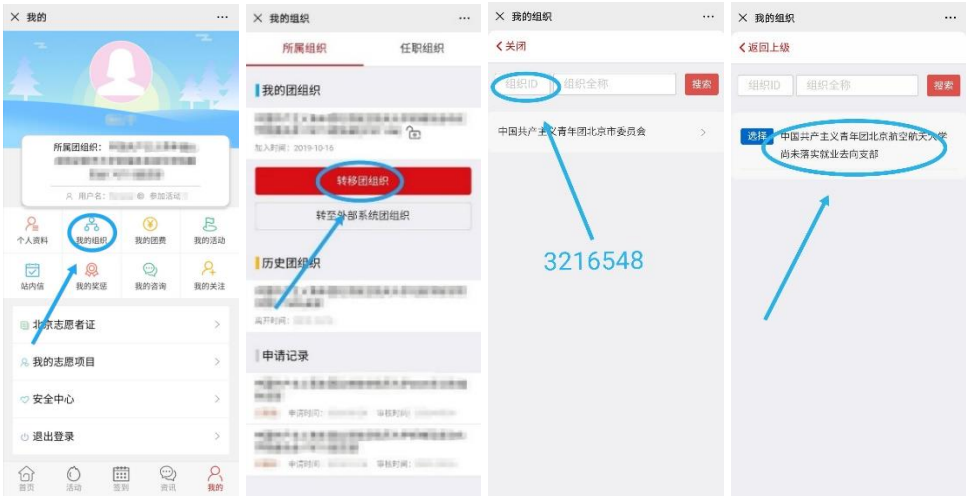 我的
···
所属团组织：
用户名：
参加活动
个人资料
我的组织
我的团费
我的活动
站内信
我的奖惩
我的咨询
我的关注
北京志愿者证
我的志愿项目
安全中心
退出登录
首页
活动
签到
资讯
我的
我的组织
···
所属组织
任职组织
我的团组织
加入时间：2019-10-16
转移团组织
转至外部系统团组织
历史团组织
离开时间：
申请记录
申请时间：
审核时间：
申请时间：
审核时间：
我的组织
···
关闭
组织ID
组织全称
搜索
中国共产主义青年团北京市委员会
3216548
我的组织
···
返回上级
组织ID
组织全称
搜索
选择
中国共产主义青年团北京航空航天大学
尚未落实就业去向支部